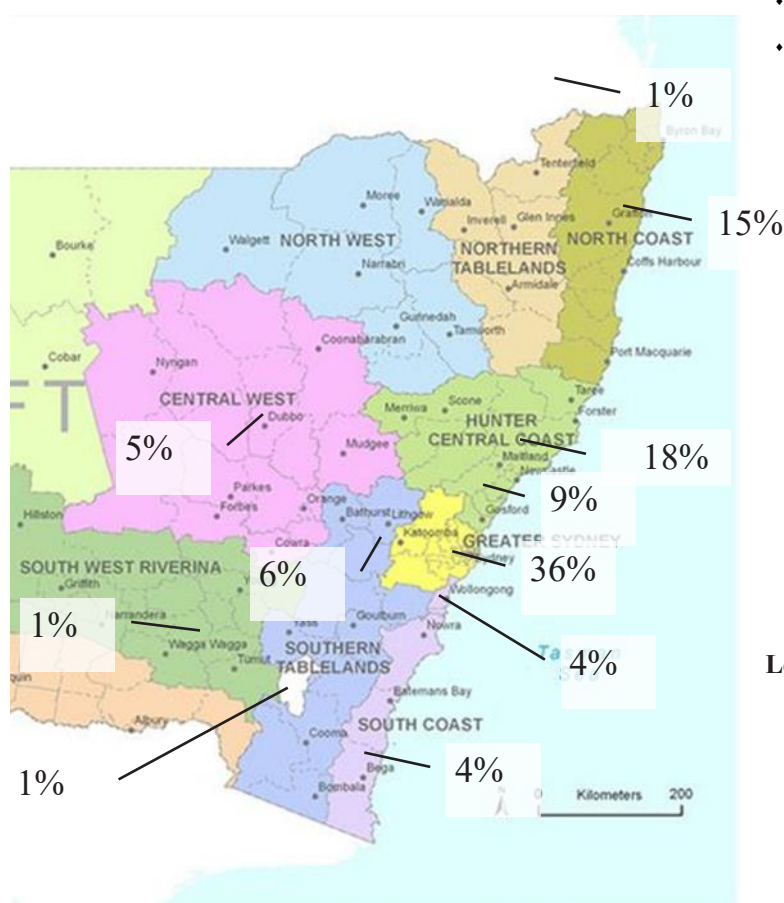 1%
Byron Bay
Tenterfield
Moree
Warialda
Inverell
Glen Innes
Grafton
15%
Bourke
Walgett
NORTH WEST
NORTHERN
TABLELANDS
NORTH COAST
Narrabri
Armidale
Coffs Harbour
Gunnedah
Tamworth
Coonabarabran
Port Macquarie
Cobar
Nyngan
FT
CENTRAL WEST
Dubbo
Merriwa
Scone
Taree
Forster
HUNTER
CENTRAL COAST
5%
Mudgee
Maitland
18%
Newcastle
Parkes
Forbes
Orange
Bathurst
Lithgow
9%
Gosford
Hillston
Katoomba
GREATER SYDNEY
Cowra
Sydney
SOUTH WEST RIVERINA
Griffith
6%
36%
Wollongong
Narrandera
1%
Yass
Goulburn
Nowra
Wagga Wagga
Tumut
SOUTHERN
TABLELANDS
Tasman
Sea
4%
L
Batemans Bay
Albury
SOUTH COAST
Cooma
1%
Bega
4%
Bombala
N
0 Kilometers 200